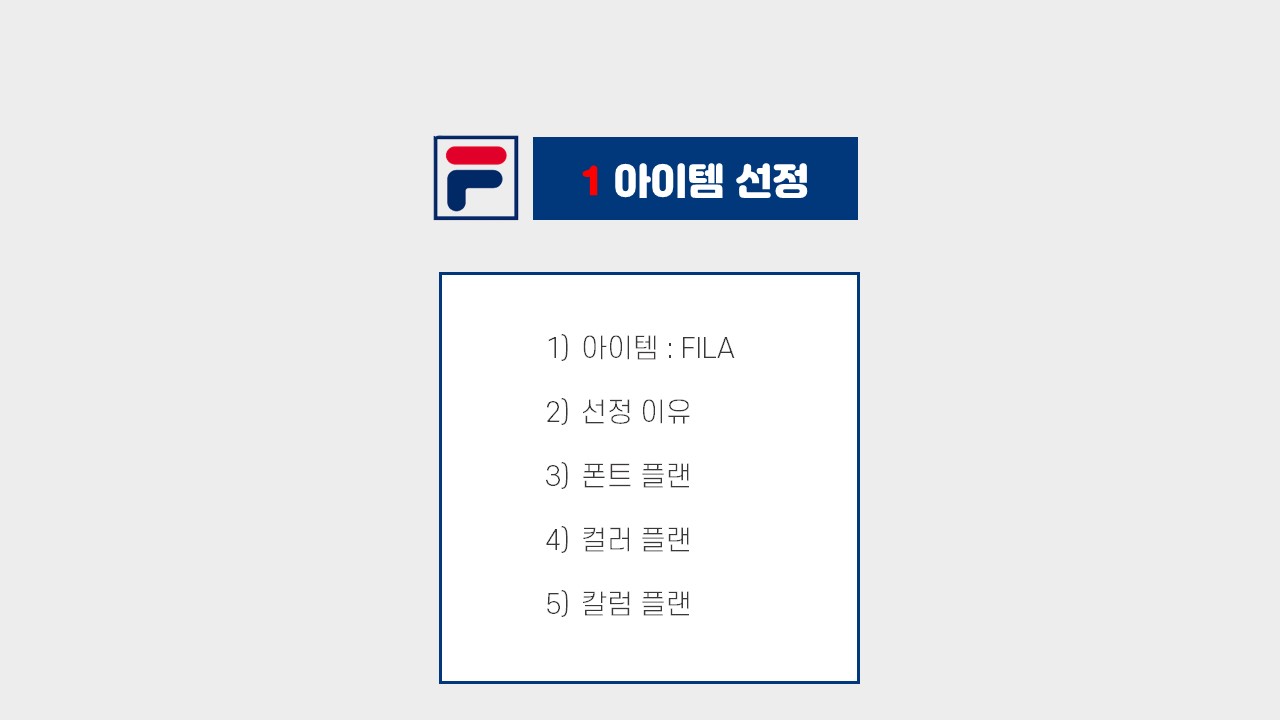 1 아이템 선정
1) 아이템 : FILA
2) 선정 이유
3) 폰트 플랜
4) 컬러 플랜
5) 칼럼 플랜